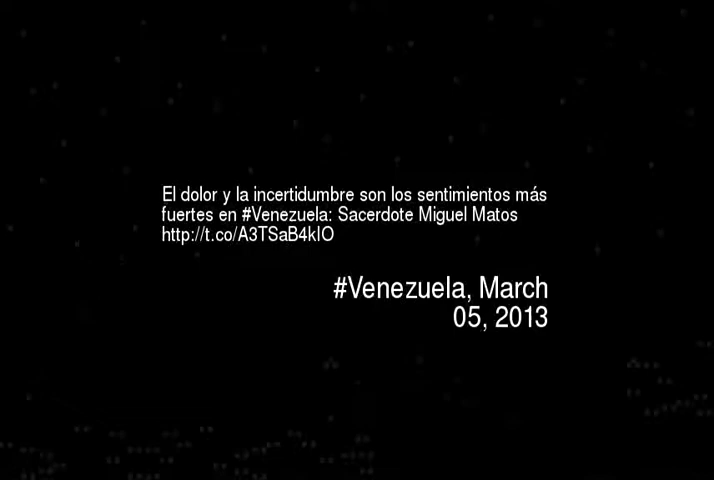 El dolor y la incertidumbre son los sentimientos más
fuertes en #Venezuela: Sacerdote Miguel Matos
http://t.co/A3TSaB4kIO
#Venezuela, March
05, 2013